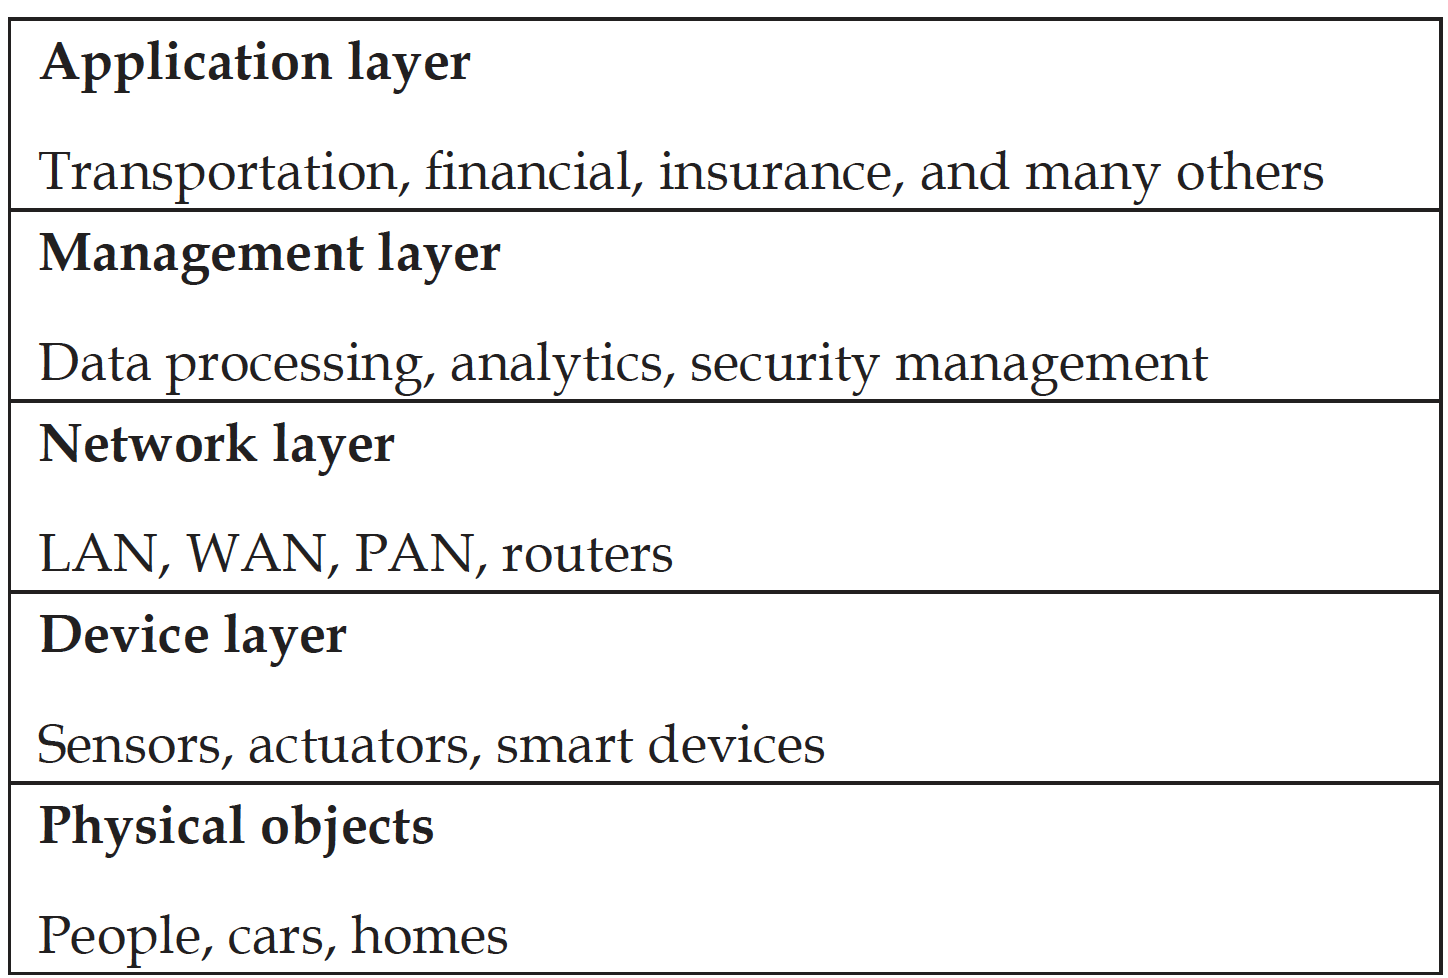 Application layer
Transportation, financial, insurance, and many others
Management layer
Data processing, analytics, security management
Network layer
LAN, WAN, PAN, routers
Device layer
Sensors, actuators, smart devices
Physical objects
People, cars, homes